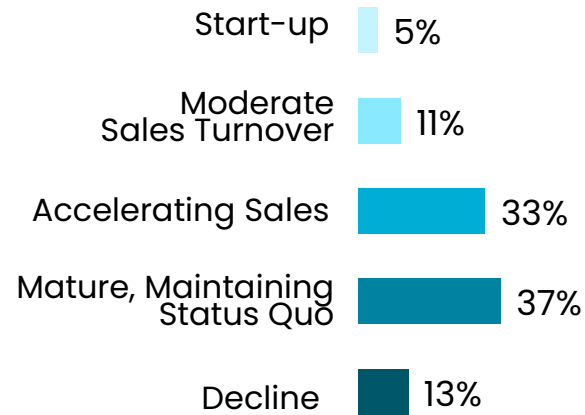 Start-up 5%
Moderate
Sales Turnover 11%
Accelerating Sales 33%
Mature, Maintaining
Status Quo 37%
Decline 13%